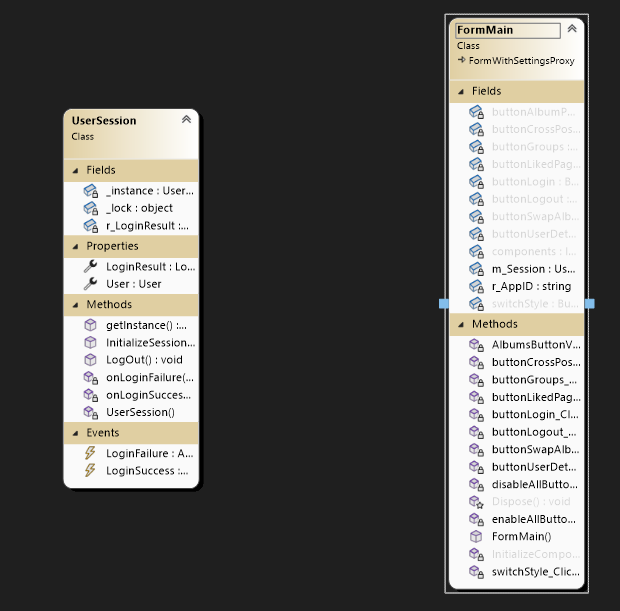 UserSession
Class
Fields
_instance : User...
_lock : object
r_LoginResult :...
Properties
LoginResult : Lo...
User : User
Methods
getInstance() :...
InitializeSession...
LogOut() : void
onLoginFailure(...
onLoginSucces...
UserSession()
Events
LoginFailure : A...
LoginSuccess :...
FormMain
Class
FormWithSettingsProxy
Fields
buttonAlbumP...
buttonCrossPos...
buttonGroups :...
buttonLikedPag...
buttonLogin : B...
buttonLogout :...
buttonSwapAlb...
buttonUserDet...
components : I...
m_Session : Us...
r_AppID : string
switchStyle : Bu...
Methods
AlbumsButtonV...
buttonCrossPos...
buttonGroups_...
buttonLikedPag...
buttonLogin_Cl...
buttonLogout_...
buttonSwapAlb...
buttonUserDet...
disableAllButto...
Dispose() : void
enableAllButto...
FormMain()
InitializeCompo...
switchStyle_Clic...